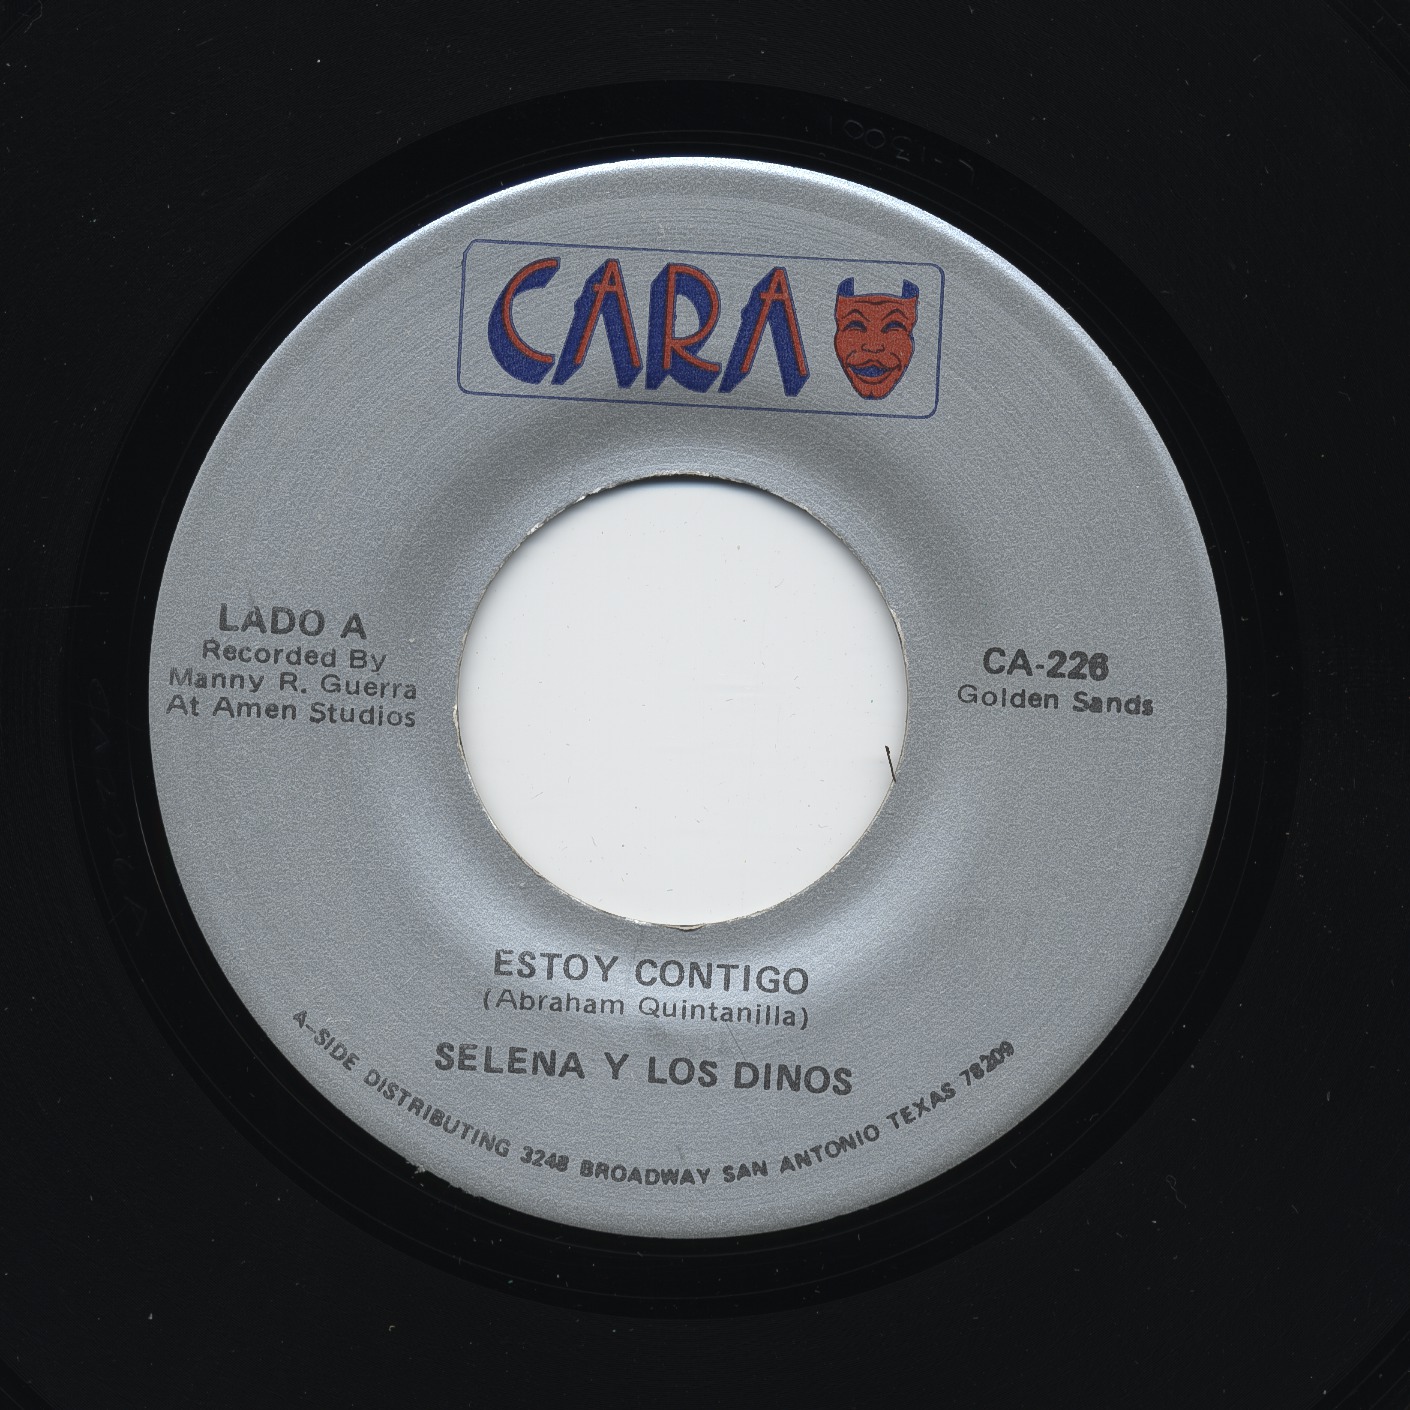 CARA
LADO A
Recorded By
Manny R. Guerra
At Amen Studios
CA-226
Golden Sands
ESTOY CONTIGO
(Abraham Quintanilla)
SELENA Y LOS DINOS
A-SIDE DISTRIBUTING 3248 BROADWAY SAN ANTONIO TEXAS 78209